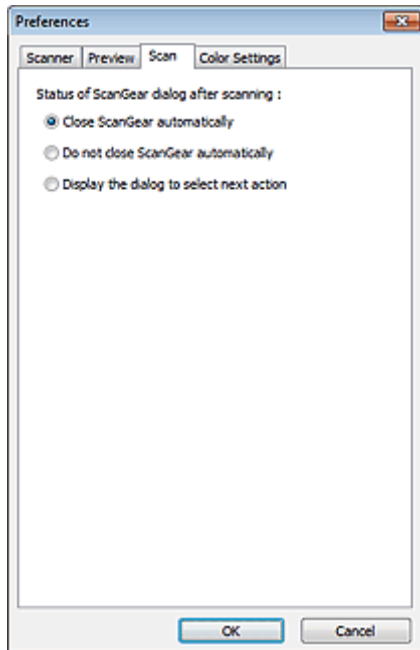 Preferences
Scanner Preview Scan Color Settings
Status of ScanGear dialog after scanning :
Close ScanGear automatically
Do not close ScanGear automatically
Display the dialog to select next action
OK Cancel